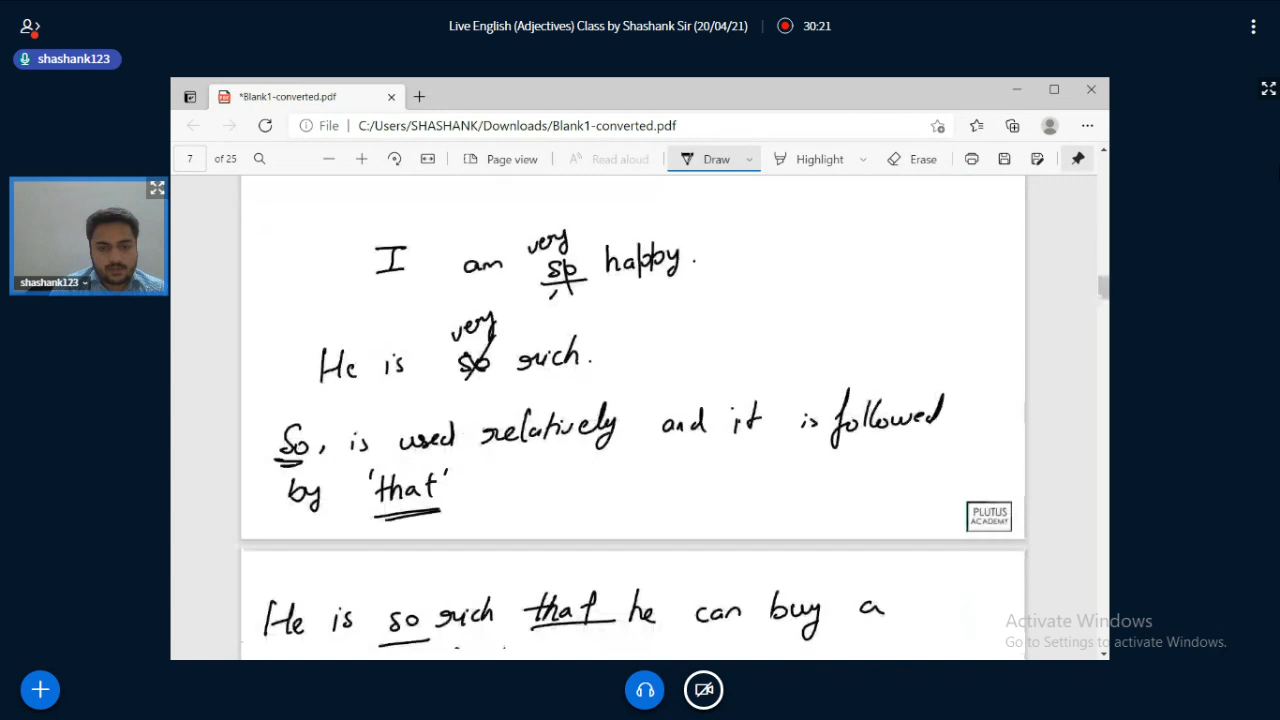 Live English (Adjectives) Class by Shashank Sir (20/04/21)
30:21
shashank123
*Blank1-converted.pdf
File C:/Users/SHASHANK/Downloads/Blank1-converted.pdf
7 of 25 Page view Read aloud Draw Highlight Erase
very
I am so happy.
shashank123
very
He is so rich.
So, is used relatively and it is followed
by 'that'
PLUTUS
ACADEMY
He is so rich that he can buy a
Activate Windows
Go to Settings to activate Windows.